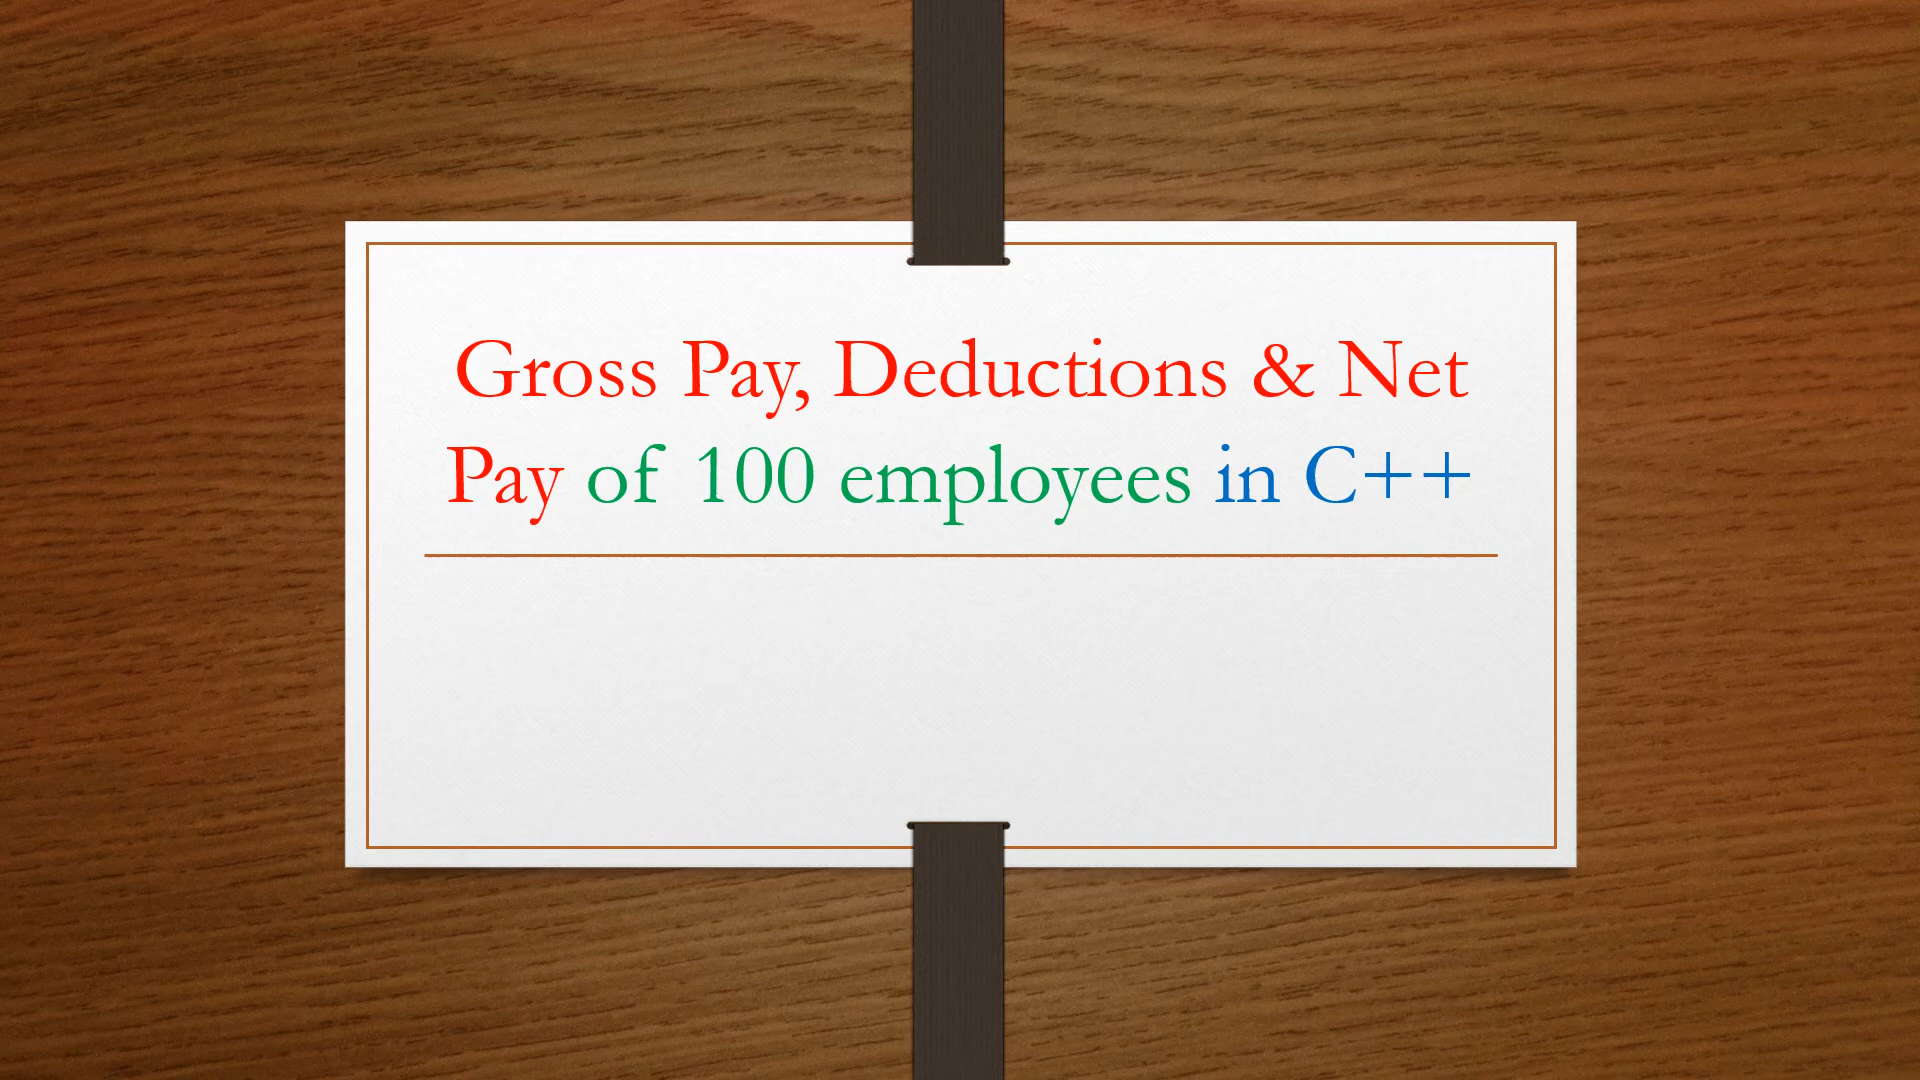 Gross Pay, Deductions & Net
Pay of 100 employees in C++